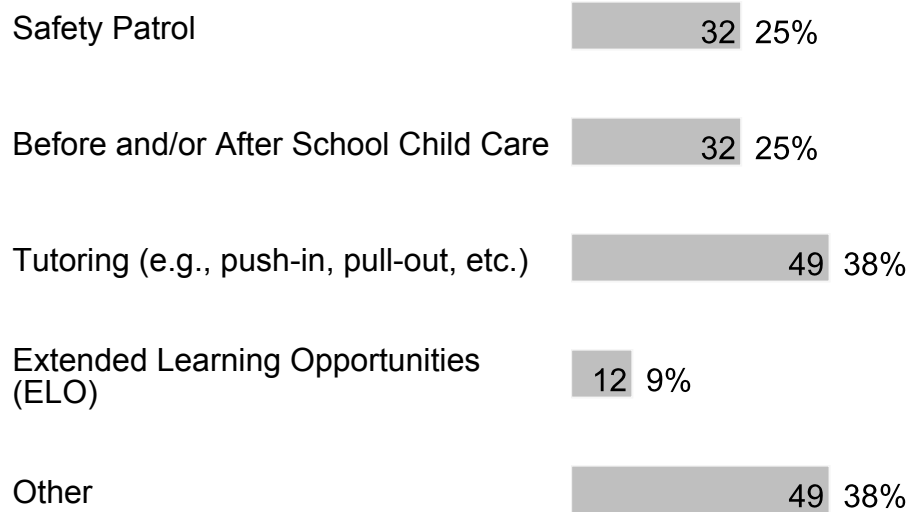 Safety Patrol 32 25%
Before and/or After School Child Care 32 25%
Tutoring (e.g., push-in, pull-out, etc.) 49 38%
Extended Learning Opportunities
(ELO) 12 9%
Other 49 38%